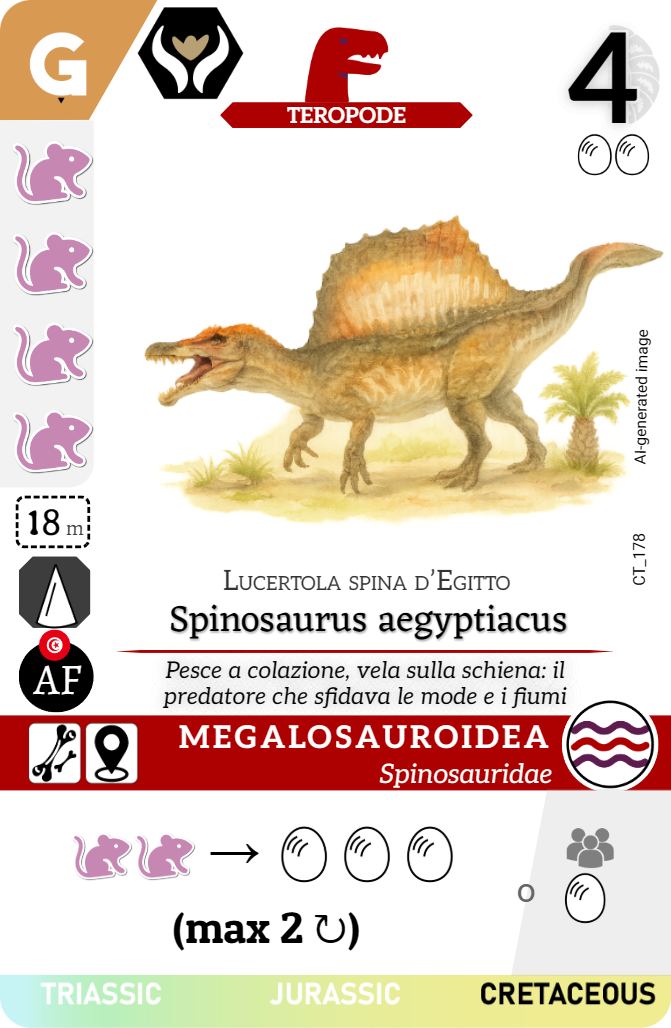 G
TEROPODE
4
AI-generated image
18 m
CT_178
LUCERTOLA SPINA D'EGITTO
Spinosaurus aegyptiacus
AF
Pesce a colazione, vela sulla schiena: il
predatore che sfidava le mode e i fiumi
MEGALOSAUROIDEA
Spinosauridae
→
o
(max 2 ↻)
TRIASSIC JURASSIC CRETACEOUS